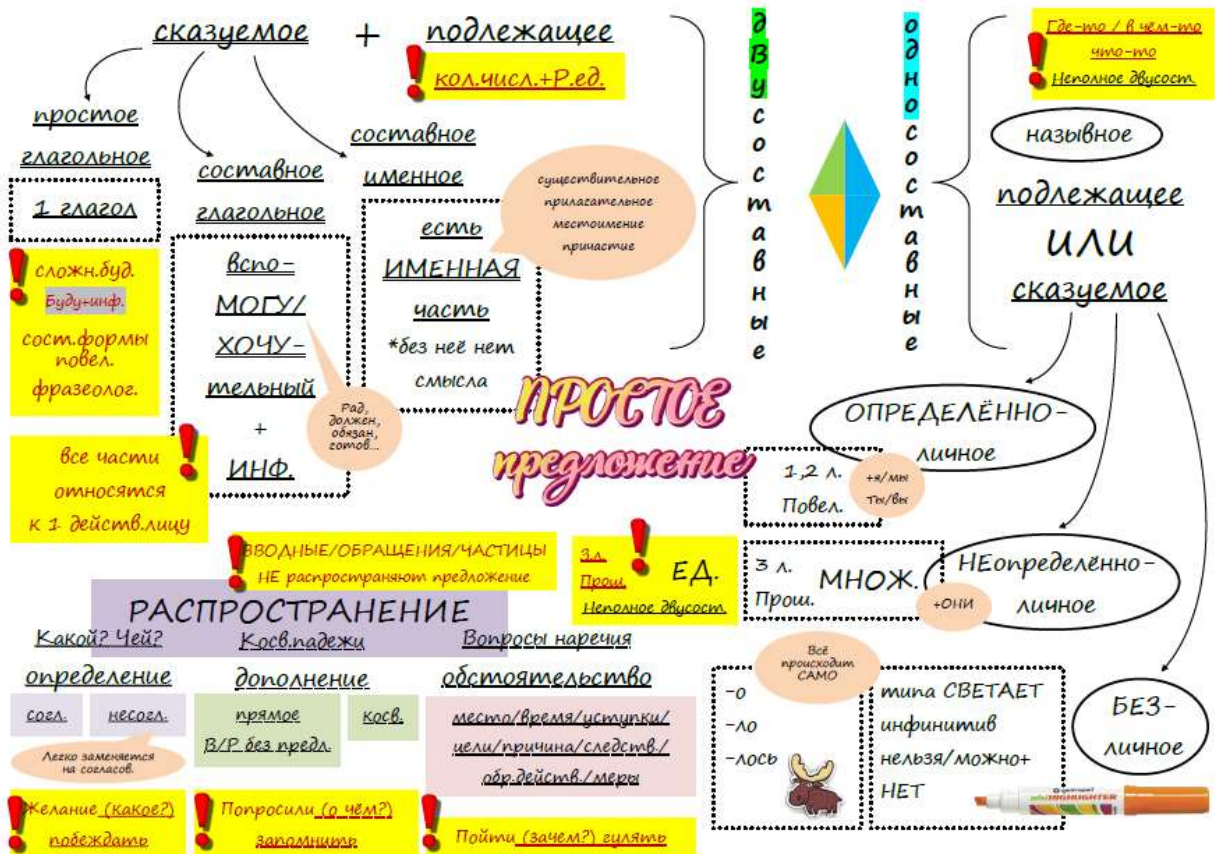 сказуемое + подлежащее
кол.числ.+Р.ед.
простое
глагольное
1 глагол
сложн.буд.
Буду+инф.
сост.формы
повел.
фразеолог.
составное
глагольное
вспо-
МОГУ/
ХОЧУ-
тельный
+
ИНФ.
Рад,
должен,
обязан,
готов...
все части
относятся
к 1 действ.лицу
составное
именное
есть
ИМЕННАЯ
часть
*без неё нет
смысла
существительное
прилагательное
местоимение
причастие
двусоставные
односоставные
Где-то / в чём-то
что-то
Неполное двусост.
назывное
подлежащее
ИЛИ
сказуемое
ПРОСТОЕ
предложение
ОПРЕДЕЛЁННО-
личное
1,2 л.
Повел.
+я/мы
ты/вы
НЕопределённо-
личное
3 л.
Прош.
МНОЖ.
+ОНИ
3.л.
Прош.
ЕД.
Неполное двусост.
БЕЗ-
личное
Всё
происходит
САМО
-о
-ло
-лось
типа СВЕТАЕТ
инфинитив
нельзя/можно+
НЕТ
HIGHLIGHTER
ВВОДНЫЕ/ОБРАЩЕНИЯ/ЧАСТИЦЫ
НЕ распространяют предложение
РАСПРОСТРАНЕНИЕ
Какой? Чей?
определение
согл.
несогл.
Легко заменяется
на согласов.
Желание (какое?)
побеждать
Косв.падежи
дополнение
прямое
В/Р без предл.
косв.
Попросили (о чём?)
запомнить
Вопросы наречия
обстоятельство
место/время/уступки/
цели/причина/следств./
обр.действ./меры
Пойти (зачем?) гулять